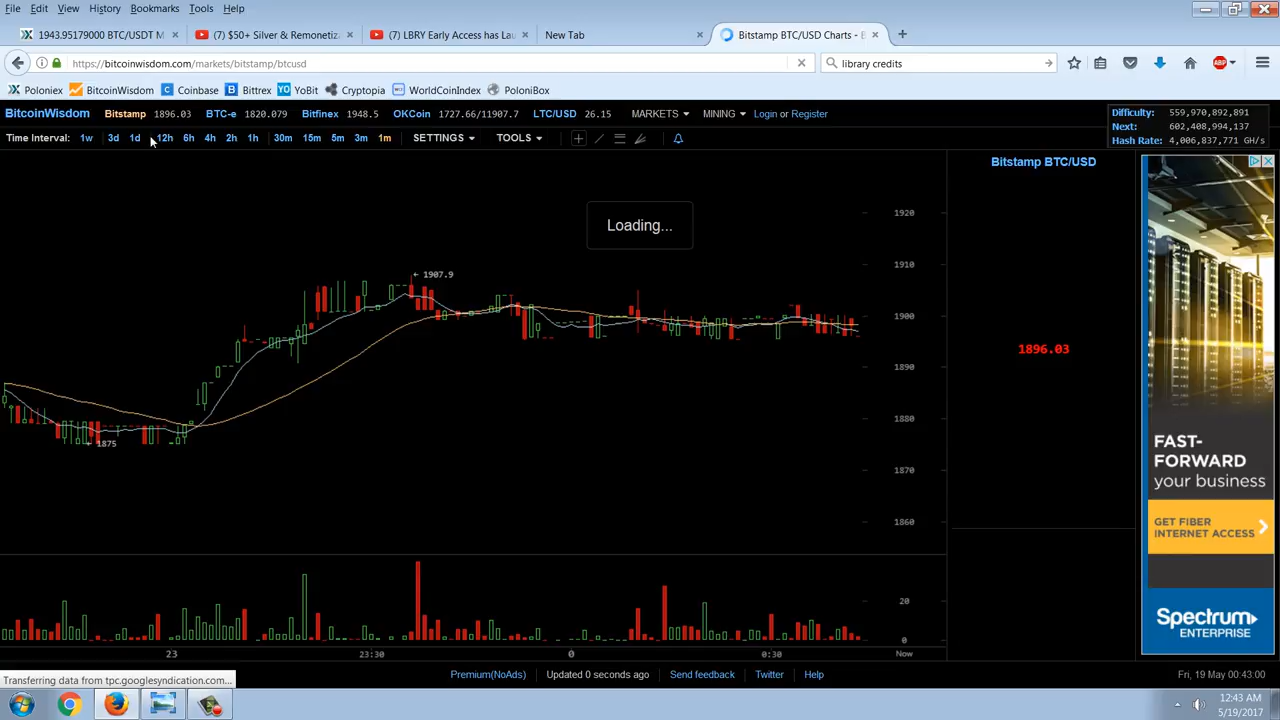 File Edit View History Bookmarks Tools Help
1943.95179000 BTC/USDT M
(7) $50+ Silver & Remonetiza
(7) LBRY Early Access has Lau
New Tab
Bitstamp BTC/USD Charts - B
https://bitcoinwisdom.com/markets/bitstamp/btcusd
library credits
ABP
Poloniex BitcoinWisdom Coinbase Bittrex YoBit Cryptopia WorldCoinIndex PoloniBox
BitcoinWisdom Bitstamp 1896.03 BTC-e 1820.079 Bitfinex 1948.5 OKCoin 1727.66/11907.7 LTC/USD 26.15 MARKETS MINING Login or Register
Difficulty: 559,970,892,891
Next: 602,408,994,137
Hash Rate: 4,006,837,771 GH/s
Time Interval: 1w 3d 1d 12h 6h 4h 2h 1h 30m 15m 5m 3m 1m SETTINGS TOOLS
Bitstamp BTC/USD
Loading...
1920
1910
← 1907.9
1900
1896.03
1890
1880
← 1875
1870
1860
20
0
23 23:30 0 0:30 Now
FAST-
FORWARD
your business
GET FIBER
INTERNET ACCESS
Spectrum
ENTERPRISE
Transferring data from tpc.googlesyndication.com...
Premium(NoAds) Updated 0 seconds ago Send feedback Twitter Help
Fri, 19 May 00:43:00
12:43 AM
5/19/2017